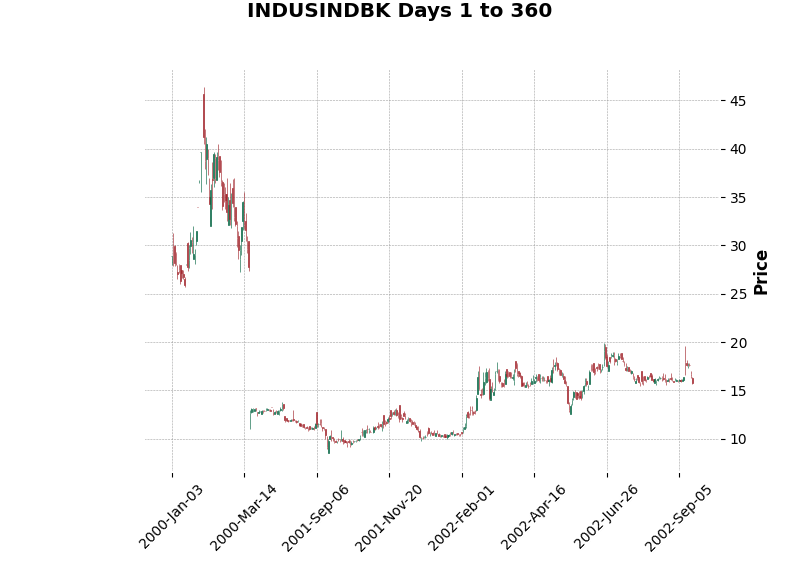 INDUSINDBK Days 1 to 360
45
40
35
30
25
20
15
10
Price
2000-Jan-03
2000-Mar-14
2001-Sep-06
2001-Nov-20
2002-Feb-01
2002-Apr-16
2002-Jun-26
2002-Sep-05